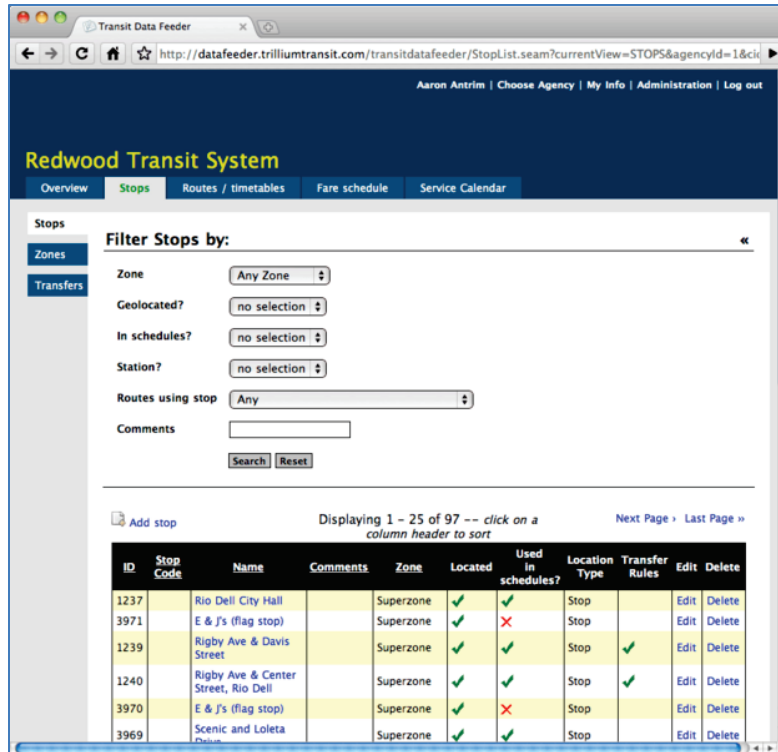 Transit Data Feeder
http://datafeeder.trilliumtransit.com/transitdatafeeder/StopList.seam?currentView=STOPS&agencyId=1&ci
Aaron Antrim | Choose Agency | My Info | Administration | Log out
Redwood Transit System
Overview Stops Routes / timetables Fare schedule Service Calendar
Stops
Zones
Transfers
Filter Stops by: «
Zone Any Zone
Geolocated? no selection
In schedules? no selection
Station? no selection
Routes using stop Any
Comments
Search Reset
Add stop
Displaying 1 - 25 of 97 -- click on a
column header to sort
Next Page › Last Page »
ID Stop Code Name Comments Zone Located Used in schedules? Location Type Transfer Rules Edit Delete
1237 Rio Dell City Hall Superzone ✓ ✓ Stop Edit Delete
3971 E & J's (flag stop) Superzone ✓ ✗ Stop Edit Delete
1239 Rigby Ave & Davis Street Superzone ✓ ✓ Stop ✓ Edit Delete
1240 Rigby Ave & Center Street, Rio Dell Superzone ✓ ✓ Stop ✓ Edit Delete
3970 E & J's (flag stop) Superzone ✓ ✗ Stop Edit Delete
3969 Scenic and Loleta Drive Superzone ✓ ✓ Stop Edit Delete